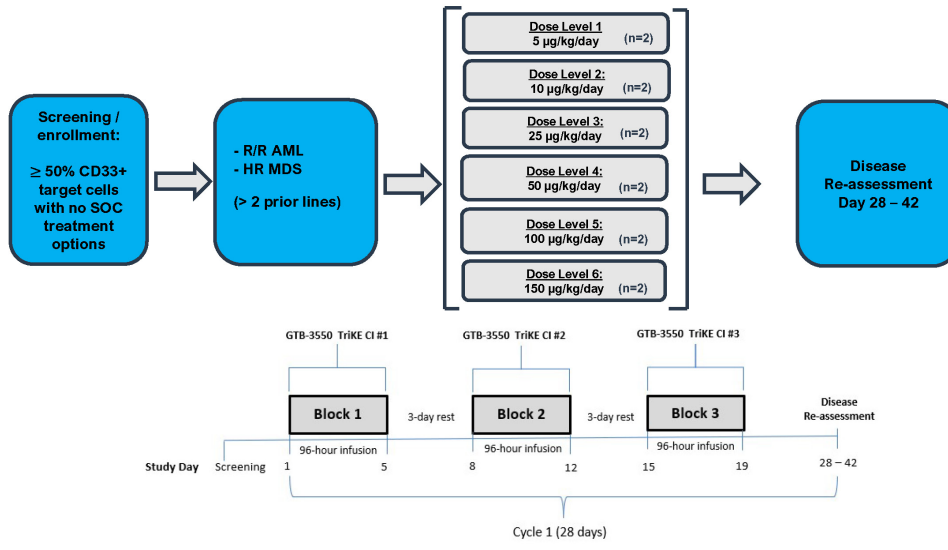 Screening /
enrollment:
≥ 50% CD33+
target cells
with no SOC
treatment
options
- R/R AML
- HR MDS
(> 2 prior lines)
Dose Level 1
5 µg/kg/day (n=2)
Dose Level 2:
10 µg/kg/day (n=2)
Dose Level 3:
25 µg/kg/day (n=2)
Dose Level 4:
50 µg/kg/day (n=2)
Dose Level 5:
100 µg/kg/day (n=2)
Dose Level 6:
150 µg/kg/day (n=2)
Disease
Re-assessment
Day 28 – 42
GTB-3550 TriKE CI #1 GTB-3550 TriKE CI #2 GTB-3550 TriKE CI #3
Block 1 3-day rest Block 2 3-day rest Block 3
Disease
Re-assessment
96-hour infusion 96-hour infusion 96-hour infusion
Study Day Screening 1 5 8 12 15 19 28 – 42
Cycle 1 (28 days)